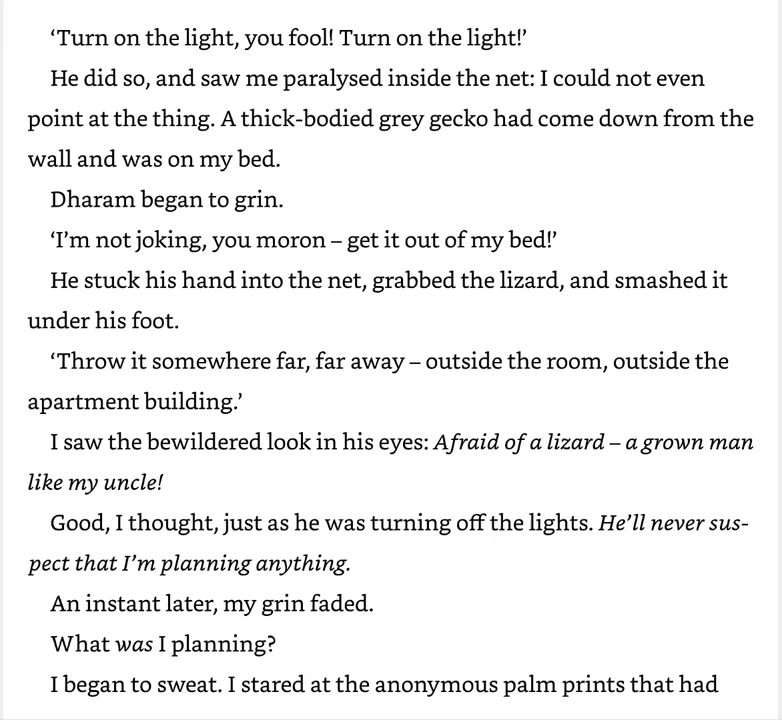 ‘Turn on the light, you fool! Turn on the light!’
He did so, and saw me paralysed inside the net: I could not even
point at the thing. A thick-bodied grey gecko had come down from the
wall and was on my bed.
Dharam began to grin.
‘I’m not joking, you moron – get it out of my bed!’
He stuck his hand into the net, grabbed the lizard, and smashed it
under his foot.
‘Throw it somewhere far, far away – outside the room, outside the
apartment building.’
I saw the bewildered look in his eyes: Afraid of a lizard – a grown man
like my uncle!
Good, I thought, just as he was turning off the lights. He’ll never sus-
pect that I’m planning anything.
An instant later, my grin faded.
What was I planning?
I began to sweat. I stared at the anonymous palm prints that had